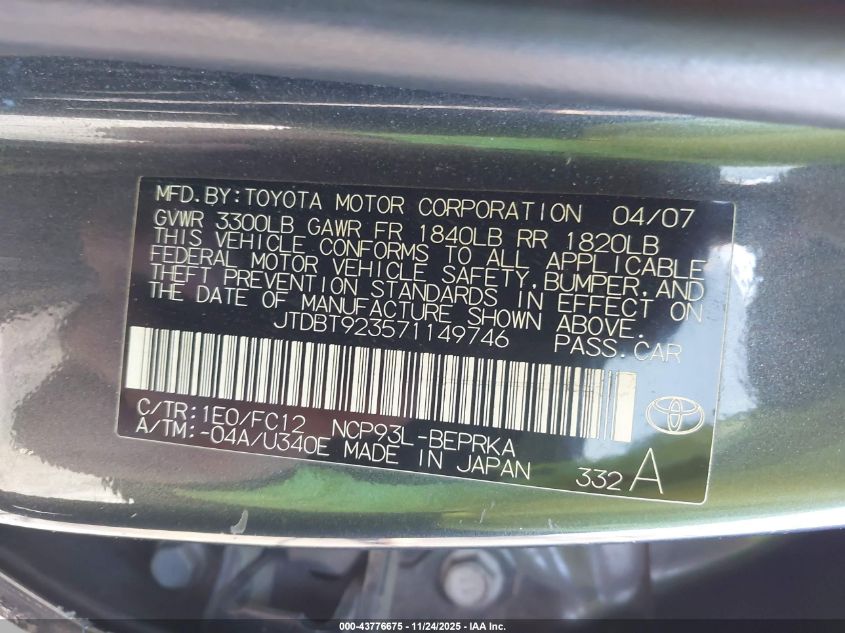 MFD.BY:TOYOTA MOTOR CORPORATION 04/07
GVWR 3300LB GAWR FR 1840LB RR 1820LB
THIS VEHICLE CONFORMS TO ALL APPLICABLE
FEDERAL MOTOR VEHICLE SAFETY,BUMPER,AND
THEFT PREVENTION STANDARDS IN EFFECT ON
THE DATE OF MANUFACTURE SHOWN ABOVE.
JTDBT923571149746 PASS.CAR
C/TR:1E0/FC12 NCP93L-BEPRKA
A/TM:-04A/U340E MADE IN JAPAN
332 A
000-43776675 - 11/24/2025 - IAA Inc.